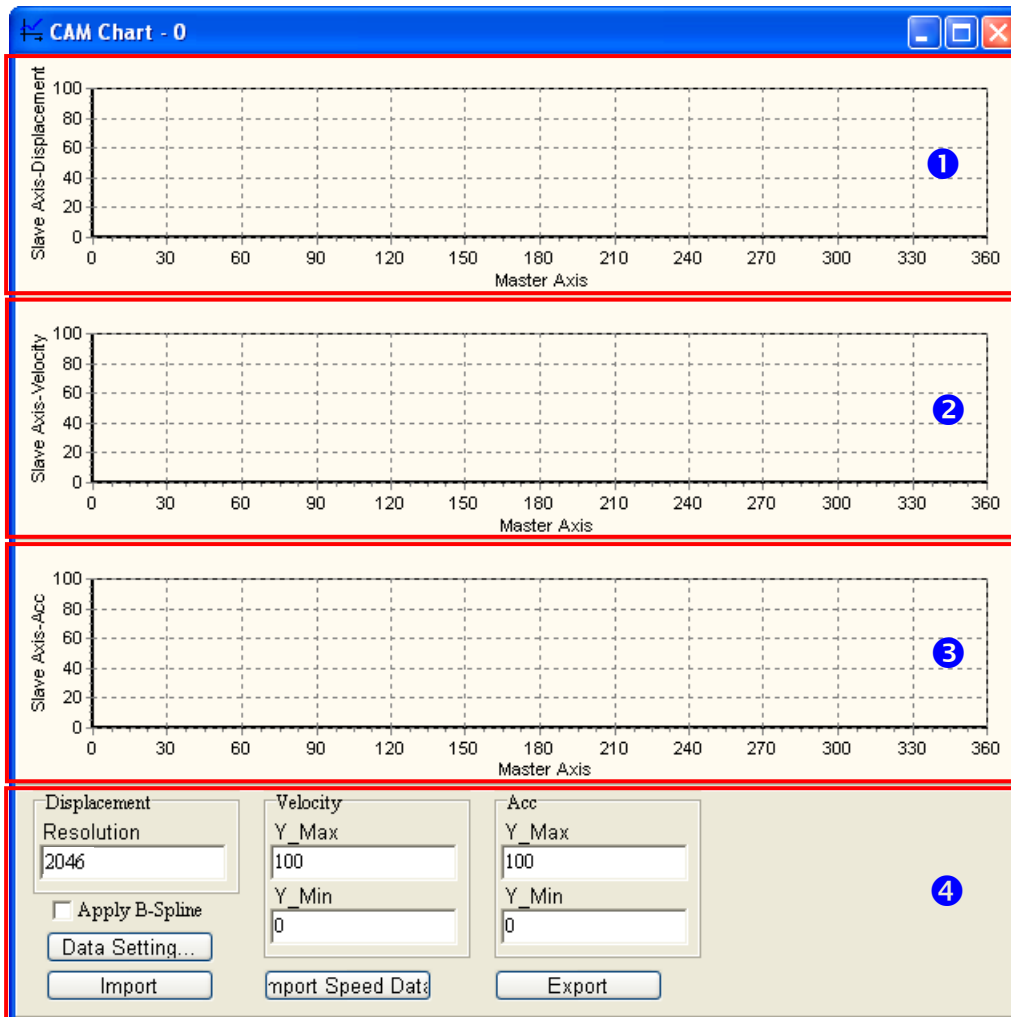 CAM Chart - 0
Slave Axis-Displacement
100
80
60
40
20
0
0 30 60 90 120 150 180 210 240 270 300 330 360
Master Axis
❶
Slave Axis-Velocity
100
80
60
40
20
0
0 30 60 90 120 150 180 210 240 270 300 330 360
Master Axis
❷
Slave Axis-Acc
100
80
60
40
20
0
0 30 60 90 120 150 180 210 240 270 300 330 360
Master Axis
❸
Displacement
Resolution
2046
Apply B-Spline
Data Setting...
Import
Velocity
Y_Max
100
Y_Min
0
mport Speed Data
Acc
Y_Max
100
Y_Min
0
Export
❹